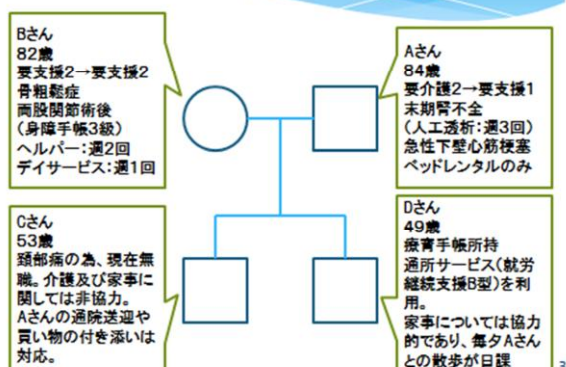 Bさん
82歳
要支援2→要支援2
骨粗鬆症
両股関節術後
(身障手帳3級)
ヘルパー：週2回
デイサービス：週1回
Aさん
84歳
要介護2→要支援1
末期腎不全
(人工透析：週3回)
急性下壁心筋梗塞
ベッドレンタルのみ
Cさん
53歳
頚部痛の為、現在無
職。介護及び家事に
関しては非協力。
Aさんの通院送迎や
買い物の付き添いは
対応。
Dさん
49歳
療育手帳所持
通所サービス(就労
継続支援B型)を利
用。
家事については協力
的であり、毎夕Aさん
との散歩が日課
3